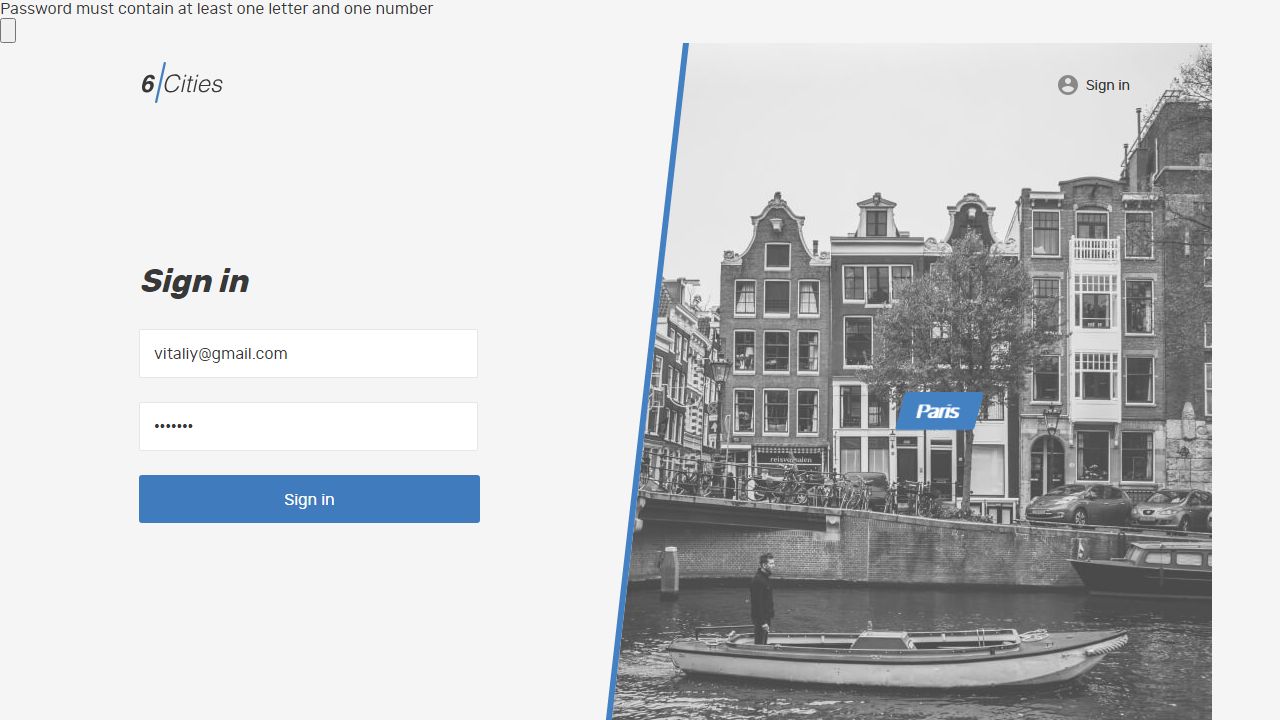 Password must contain at least one letter and one number
6 Cities
Sign in
Sign in
vitaliy@gmail.com
•••••••
Sign in
Paris
reisvoordelen